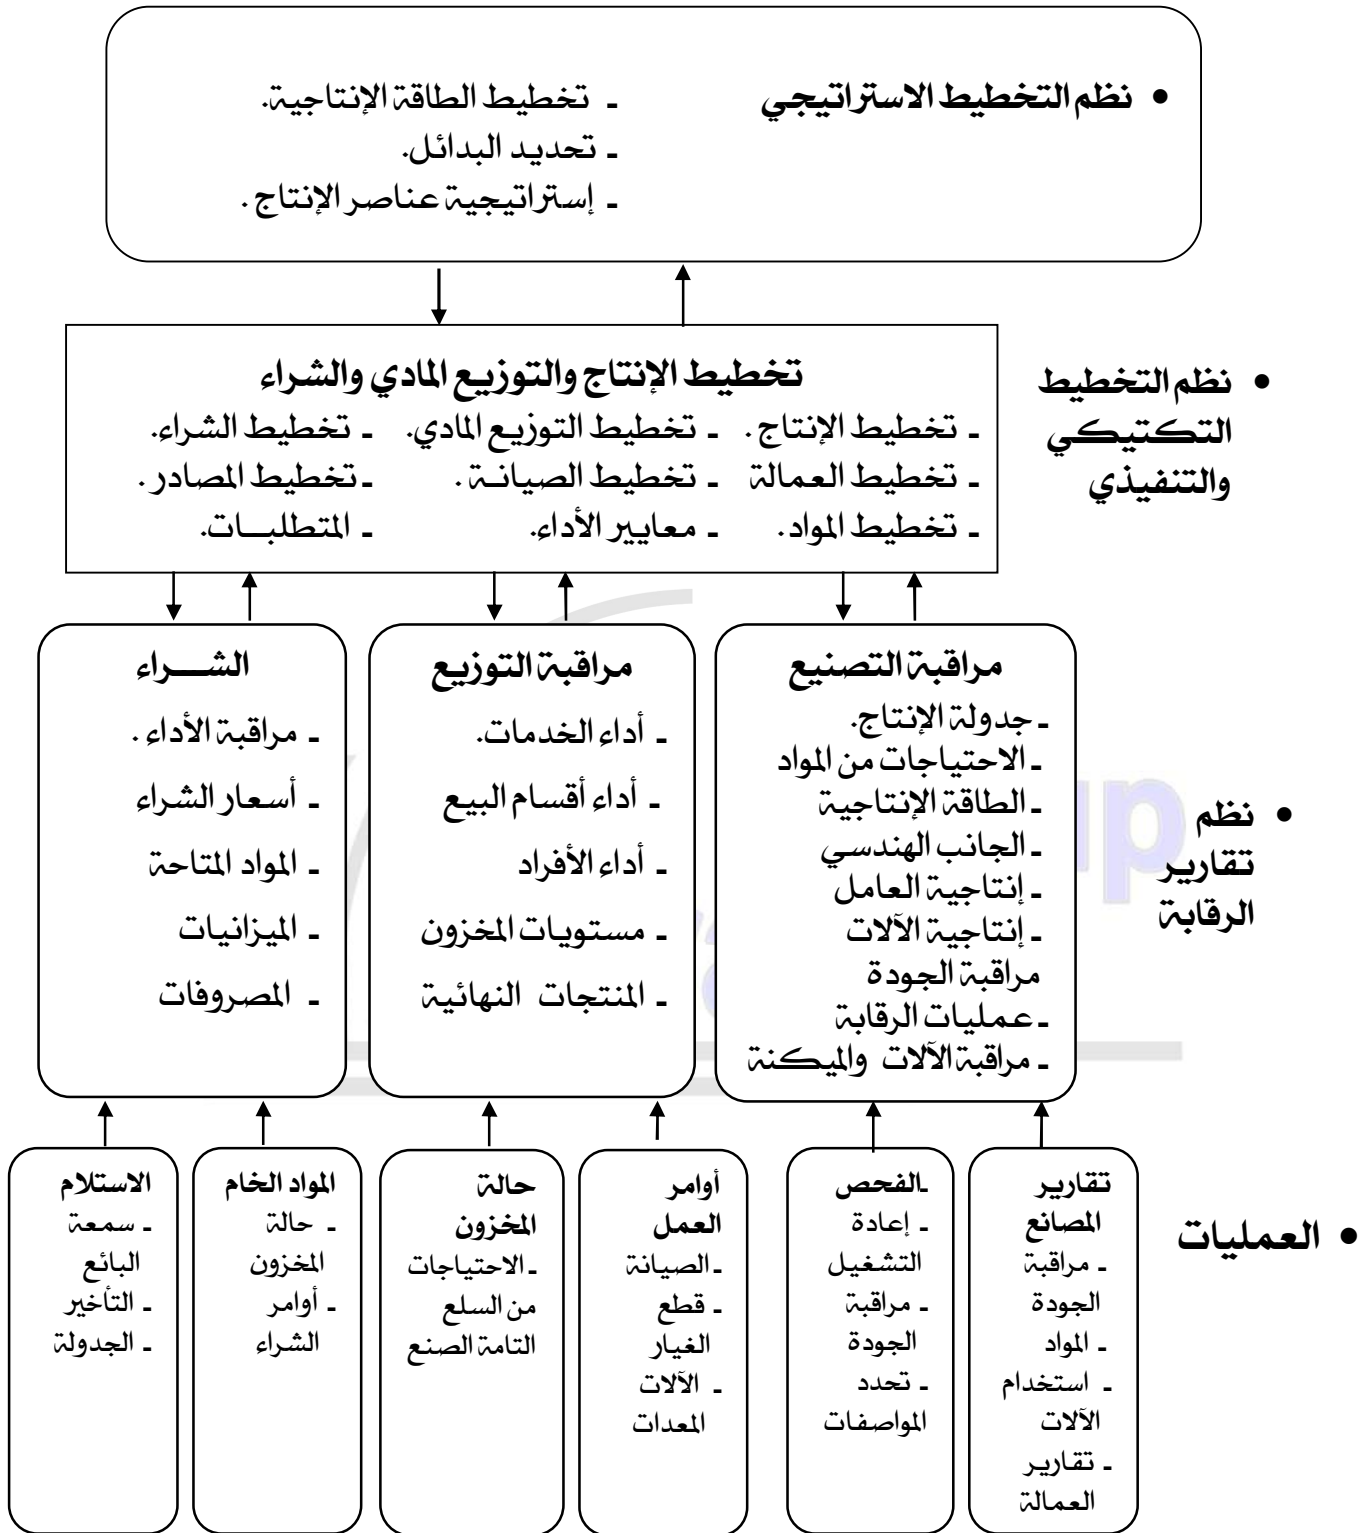 • نظم التخطيط الاستراتيجي
ـ تخطيط الطاقة الإنتاجية.
ـ تحديد البدائل.
ـ إستراتيجية عناصر الإنتاج .
• نظم التخطيط
التكتيكي
والتنفيذي
تخطيط الإنتاج والتوزيع المادي والشراء
ـ تخطيط الإنتاج . ـ تخطيط التوزيع المادي. ـ تخطيط الشراء.
ـ تخطيط العمالة ـ تخطيط الصيانة . ـ تخطيط المصادر .
ـ تخطيط المواد. ـ معايير الأداء. ـ المتطلبات.
• نظم
تقارير
الرقابة
مراقبة التصنيع
ـ جدولة الإنتاج.
ـ الاحتياجات من المواد
ـ الطاقة الإنتاجية
ـ الجانب الهندسي
ـ إنتاجية العامل
ـ إنتاجية الآلات
مراقبة الجودة
ـ عمليات الرقابة
ـ مراقبة الآلات والميكنة
مراقبة التوزيع
ـ أداء الخدمات.
ـ أداء أقسام البيع
ـ أداء الأفراد
ـ مستويات المخزون
ـ المنتجات النهائية
الشــراء
ـ مراقبة الأداء .
ـ أسعار الشراء
ـ المواد المتاحة
ـ الميزانيات
ـ المصروفات
• العمليات
تقارير
المصانع
ـ مراقبة
الجودة
ـ المواد
ـ استخدام
الآلات
ـ تقارير
العمالة
ـالفحص
ـ إعادة
التشغيل
ـ مراقبة
الجودة
ـ تحدد
المواصفات
أوامر
العمل
ـ الصيانة
ـ قطع
الغيار
ـ الآلات
المعدات
حالة
المخزون
ـ الاحتياجات
من السلع
التامة الصنع
المواد الخام
ـ حالة
المخزون
ـ أوامر
الشراء
الاستلام
ـ سمعة
البائع
ـ التأخير
ـ الجدولة